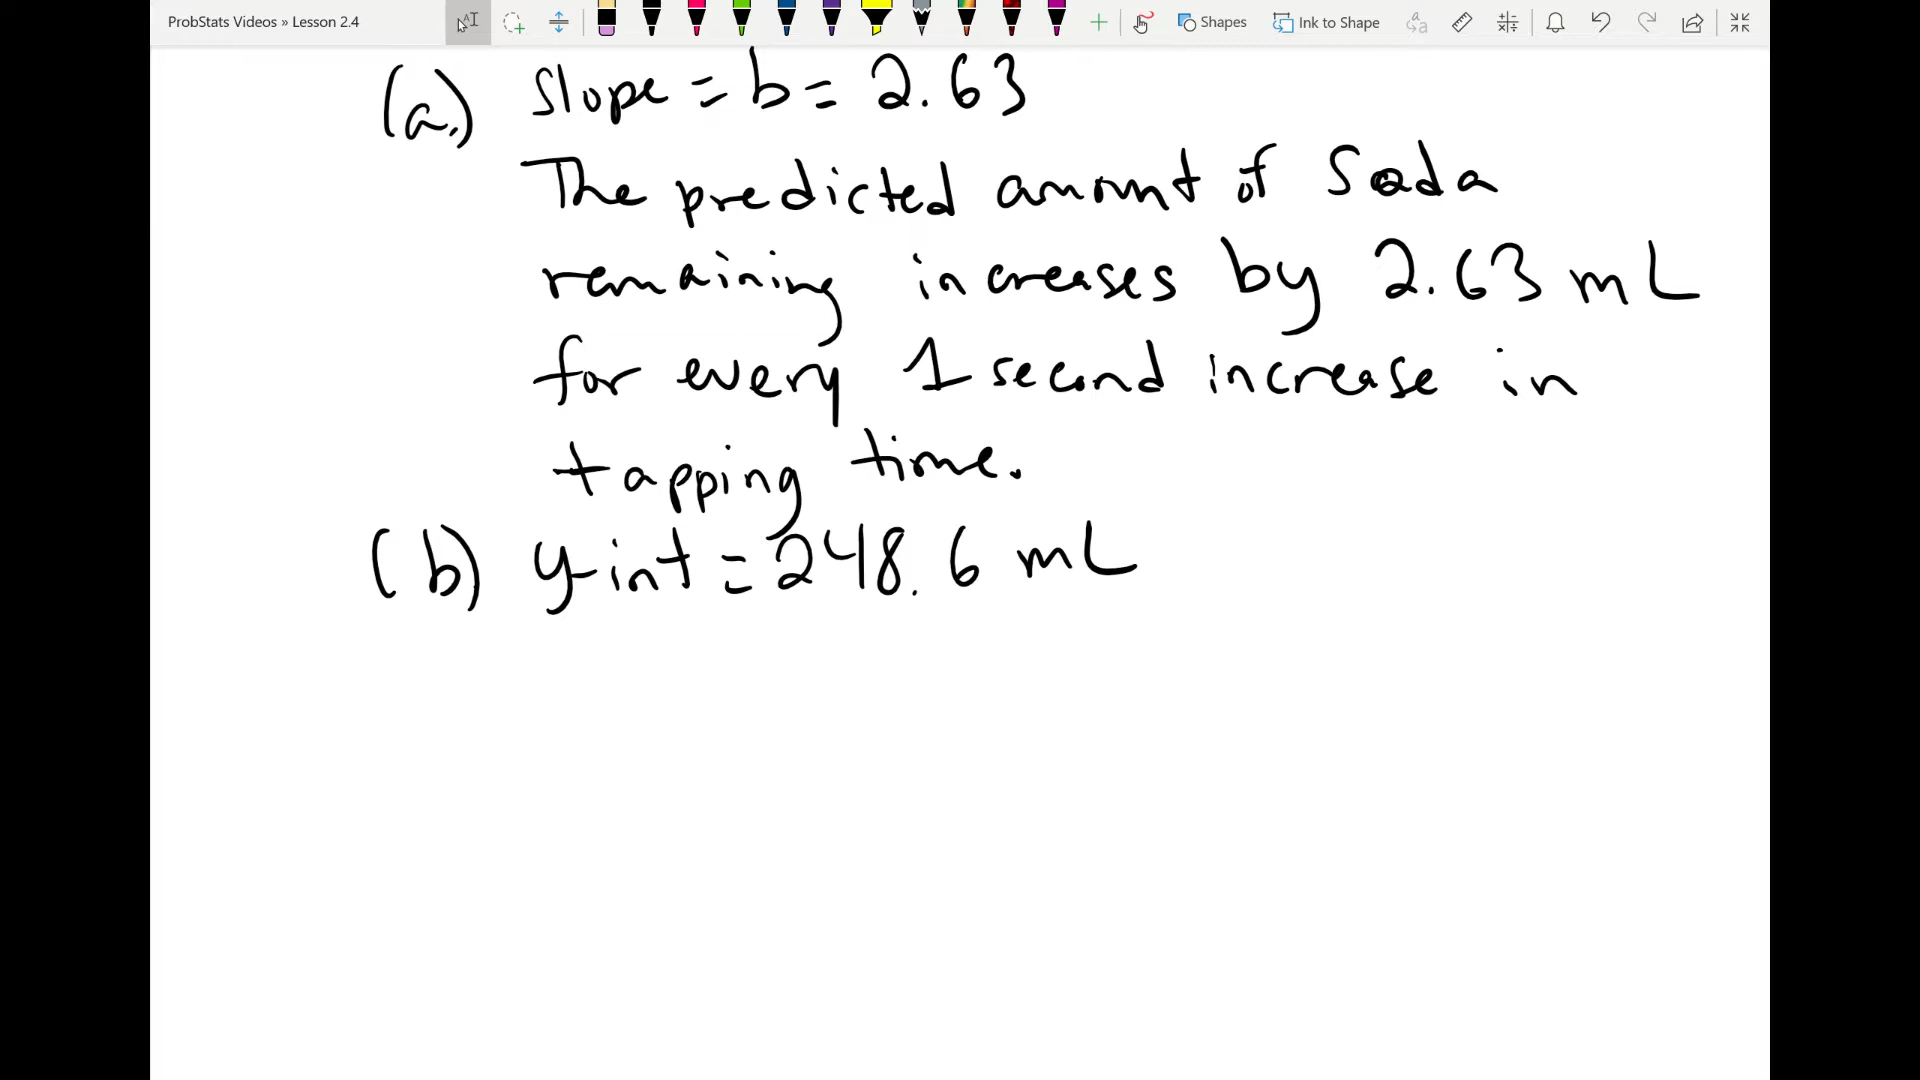 ProbStats Videos » Lesson 2.4 Shapes Ink to Shape
(a.) slope = b = 2.63
The predicted amount of Soda
remaining increases by 2.63 mL
for every 1 second increase in
tapping time.
(b) y-int = 248.6 mL